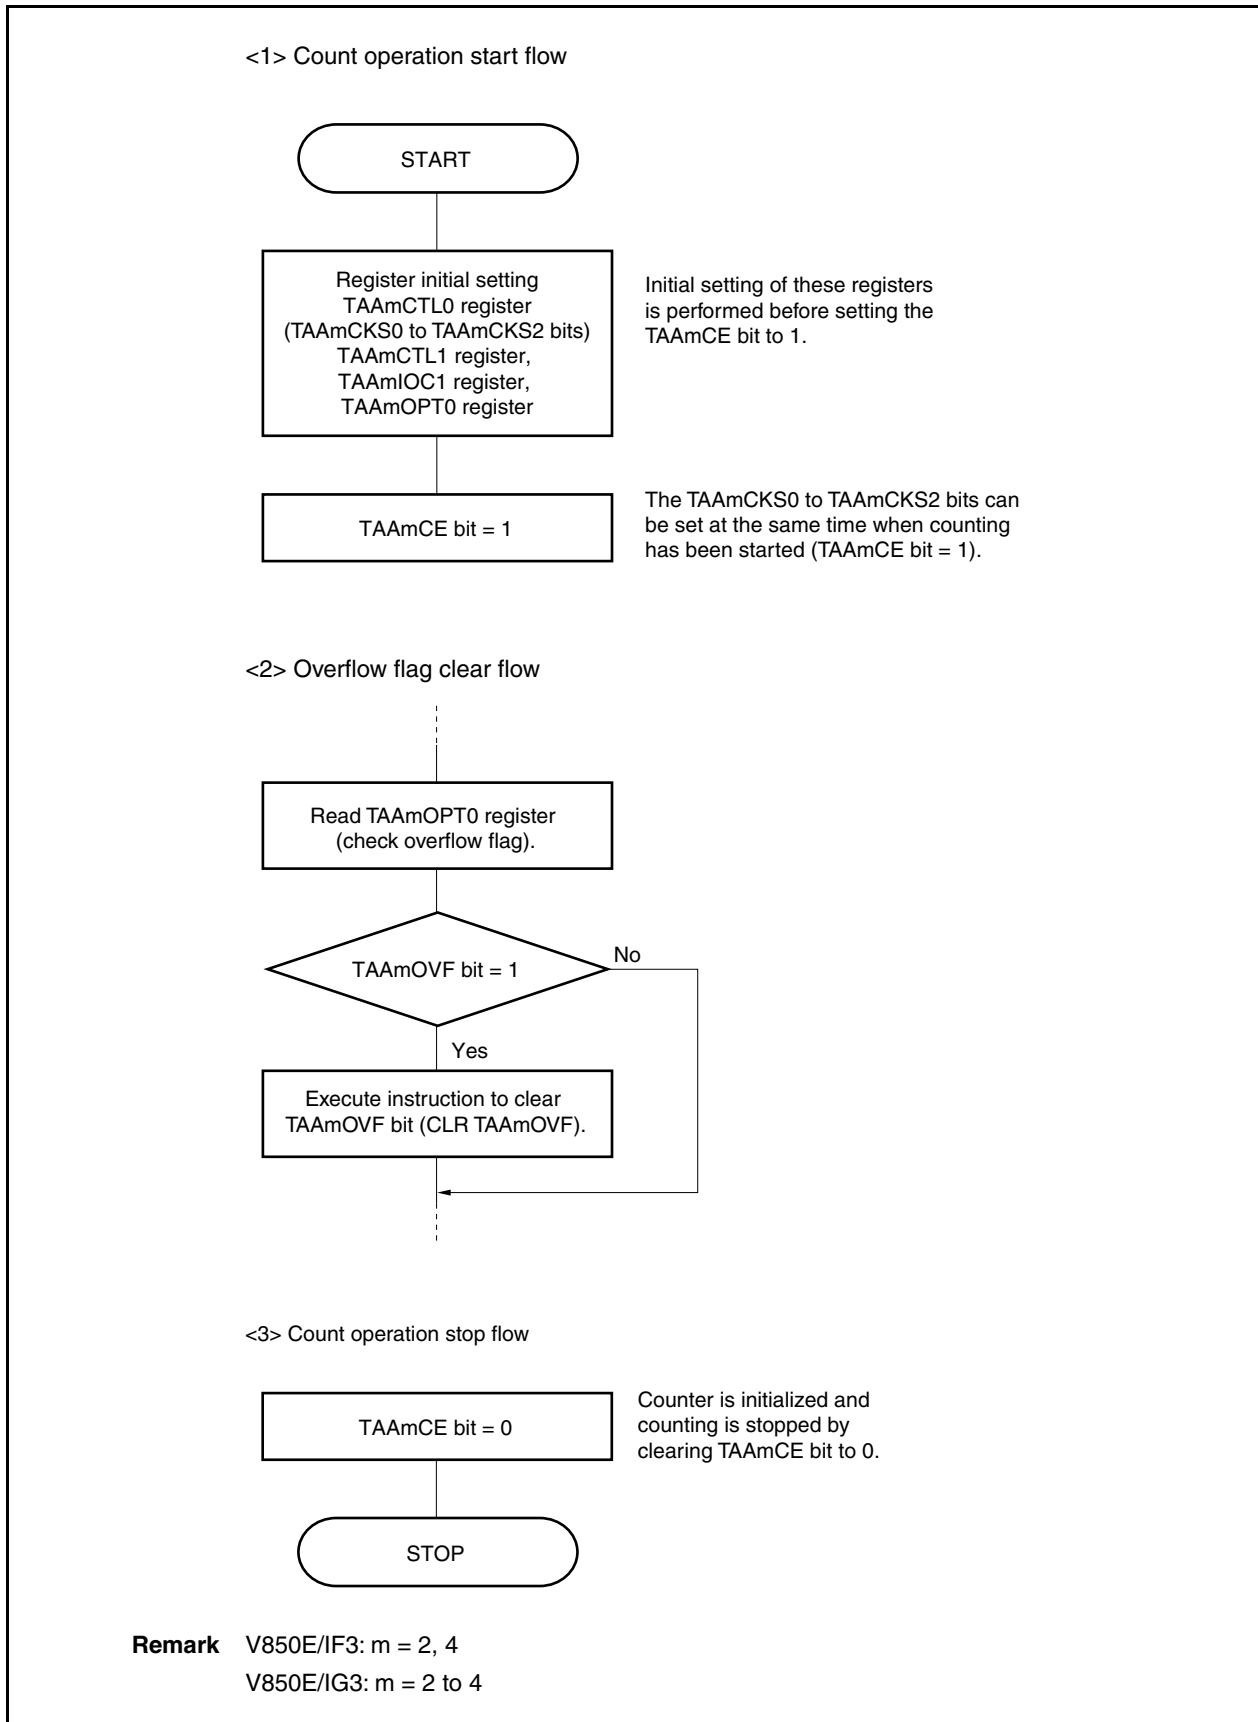 <1> Count operation start flow
START
Register initial setting
TAAmCTL0 register
(TAAmCKS0 to TAAmCKS2 bits)
TAAmCTL1 register,
TAAmIOC1 register,
TAAmOPT0 register
Initial setting of these registers
is performed before setting the
TAAmCE bit to 1.
TAAmCE bit = 1
The TAAmCKS0 to TAAmCKS2 bits can
be set at the same time when counting
has been started (TAAmCE bit = 1).
<2> Overflow flag clear flow
Read TAAmOPT0 register
(check overflow flag).
TAAmOVF bit = 1
No
Yes
Execute instruction to clear
TAAmOVF bit (CLR TAAmOVF).
<3> Count operation stop flow
TAAmCE bit = 0
Counter is initialized and
counting is stopped by
clearing TAAmCE bit to 0.
STOP
Remark V850E/IF3: m = 2, 4
V850E/IG3: m = 2 to 4